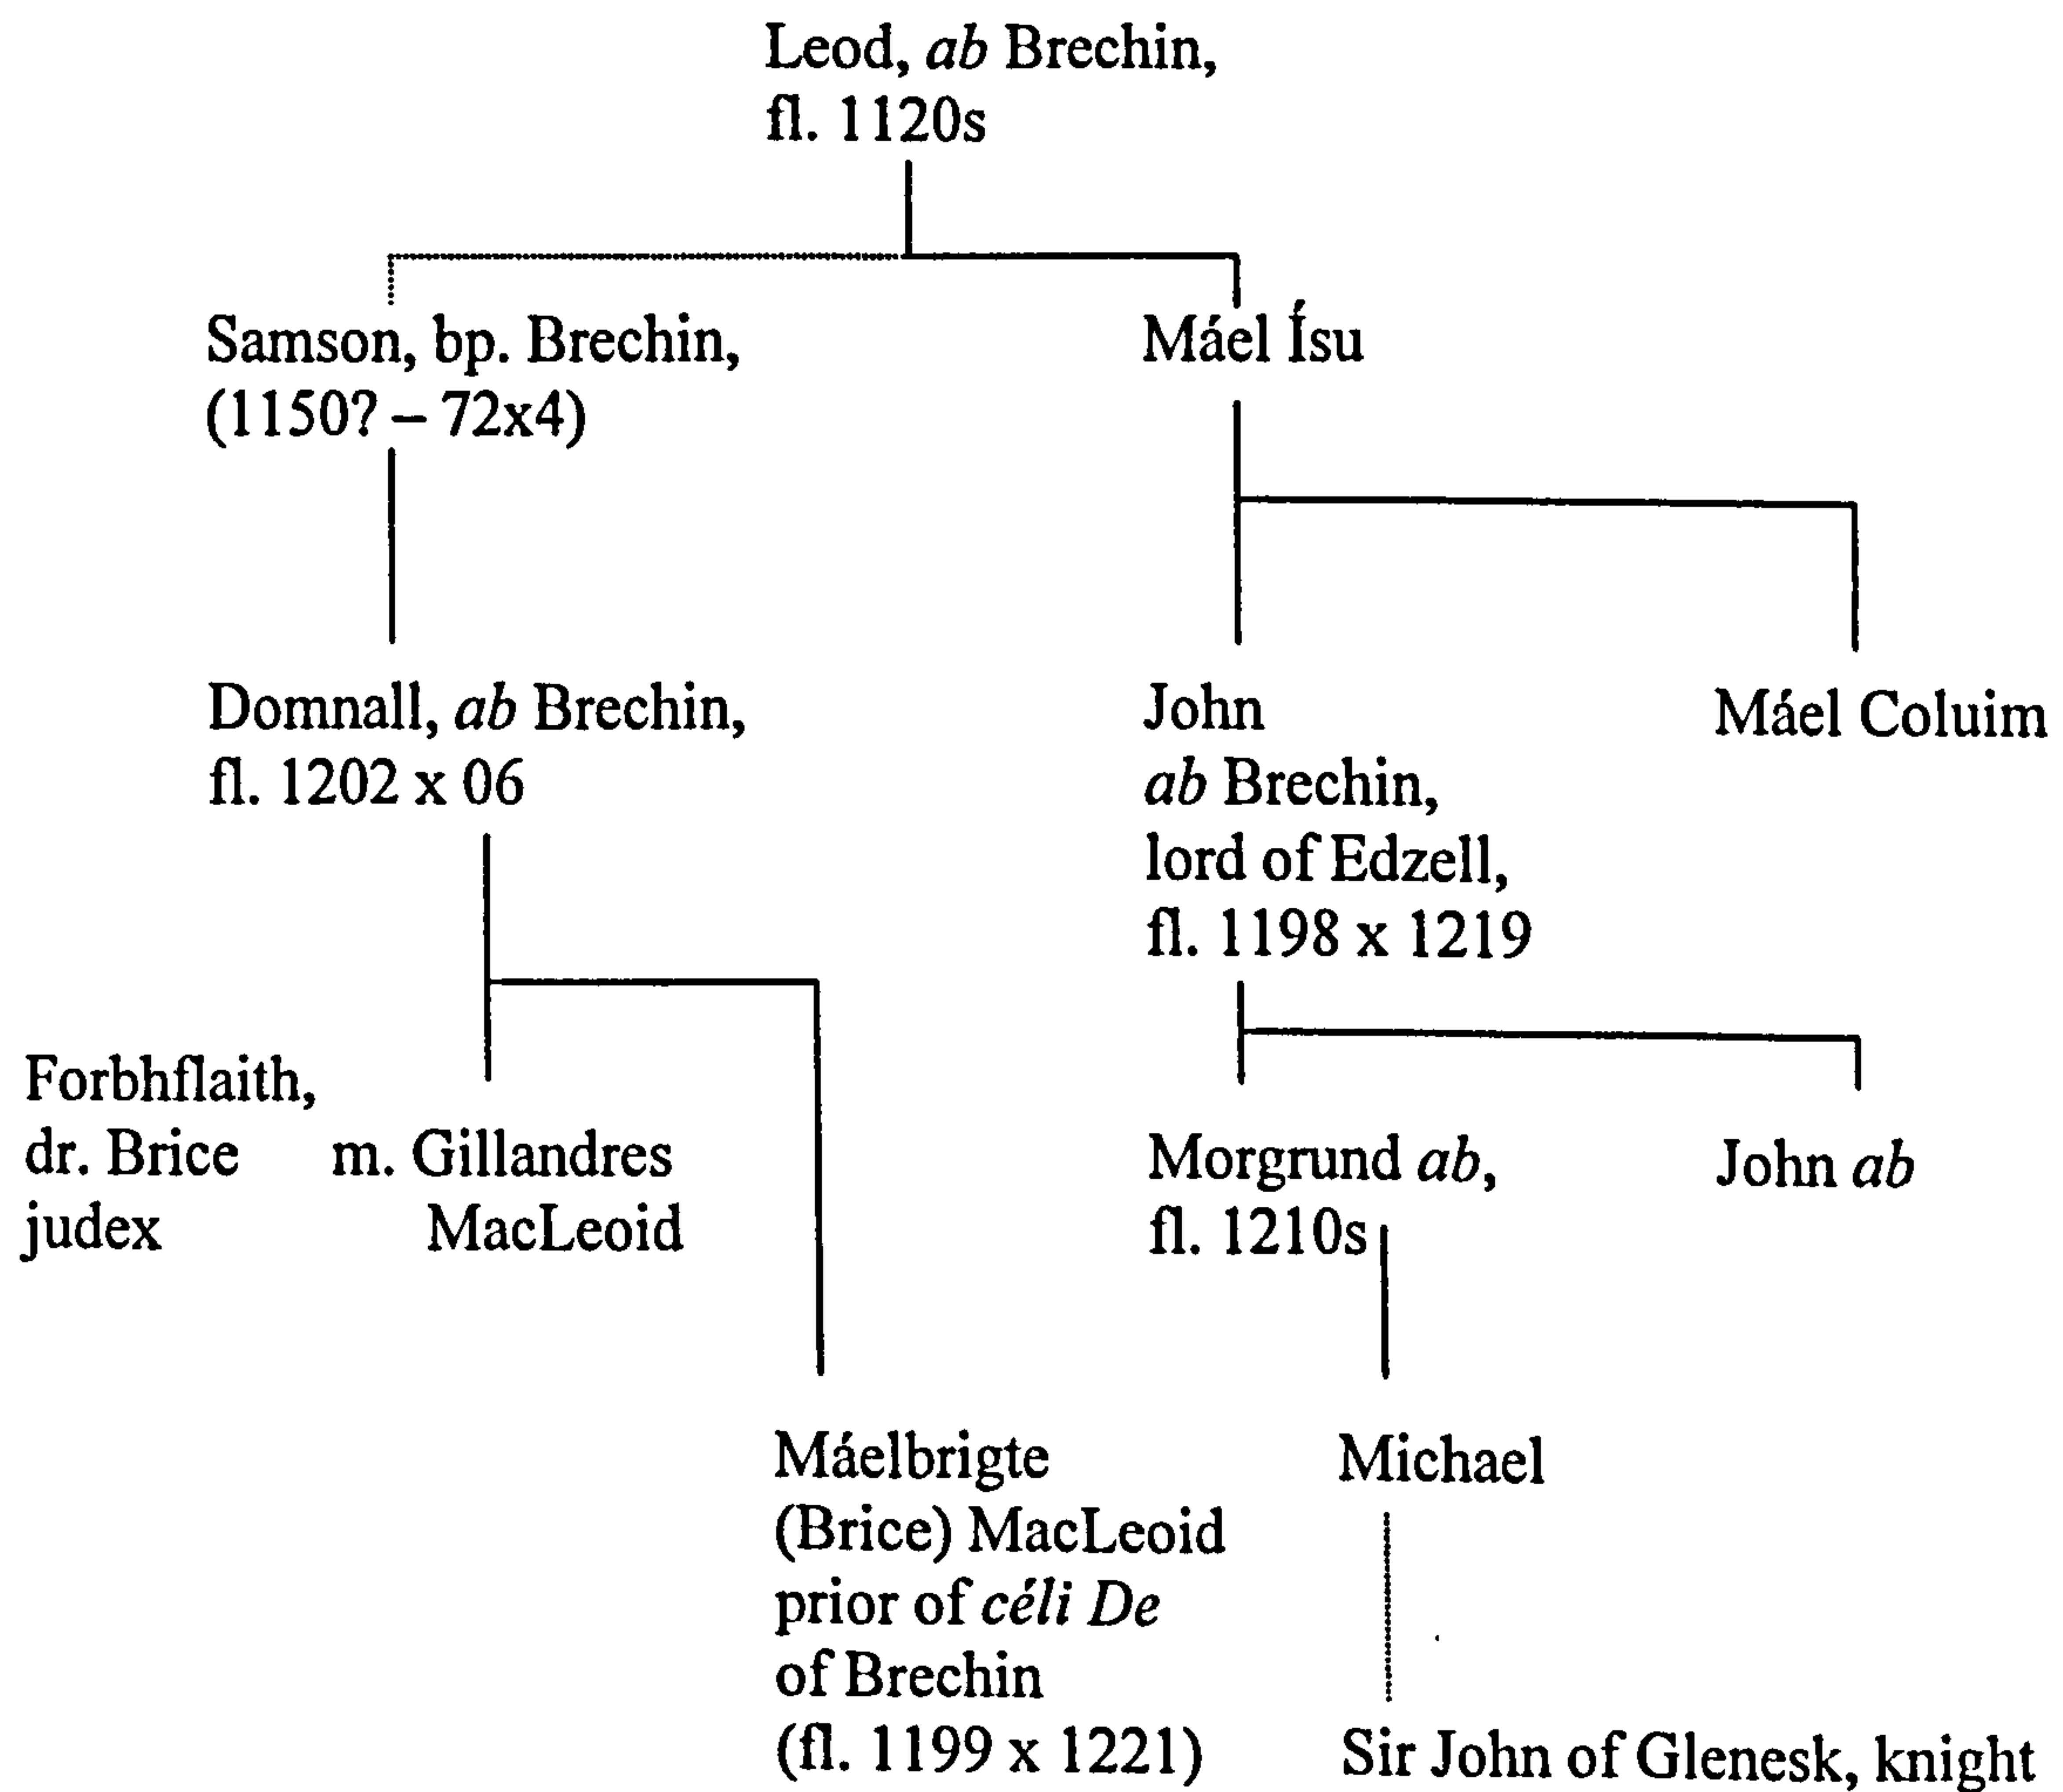 Leod, ab Brechin,
fl. 1120s
Samson, bp. Brechin,
(1150? – 72x4)
Máel Ísu
Domnall, ab Brechin,
fl. 1202 x 06
John
ab Brechin,
lord of Edzell,
fl. 1198 x 1219
Máel Coluim
Forbhflaith,
dr. Brice
judex
m. Gillandres
MacLeoid
Morgrund ab,
fl. 1210s
John ab
Máelbrigte
(Brice) MacLeoid
prior of céli De
of Brechin
(fl. 1199 x 1221)
Michael
Sir John of Glenesk, knight